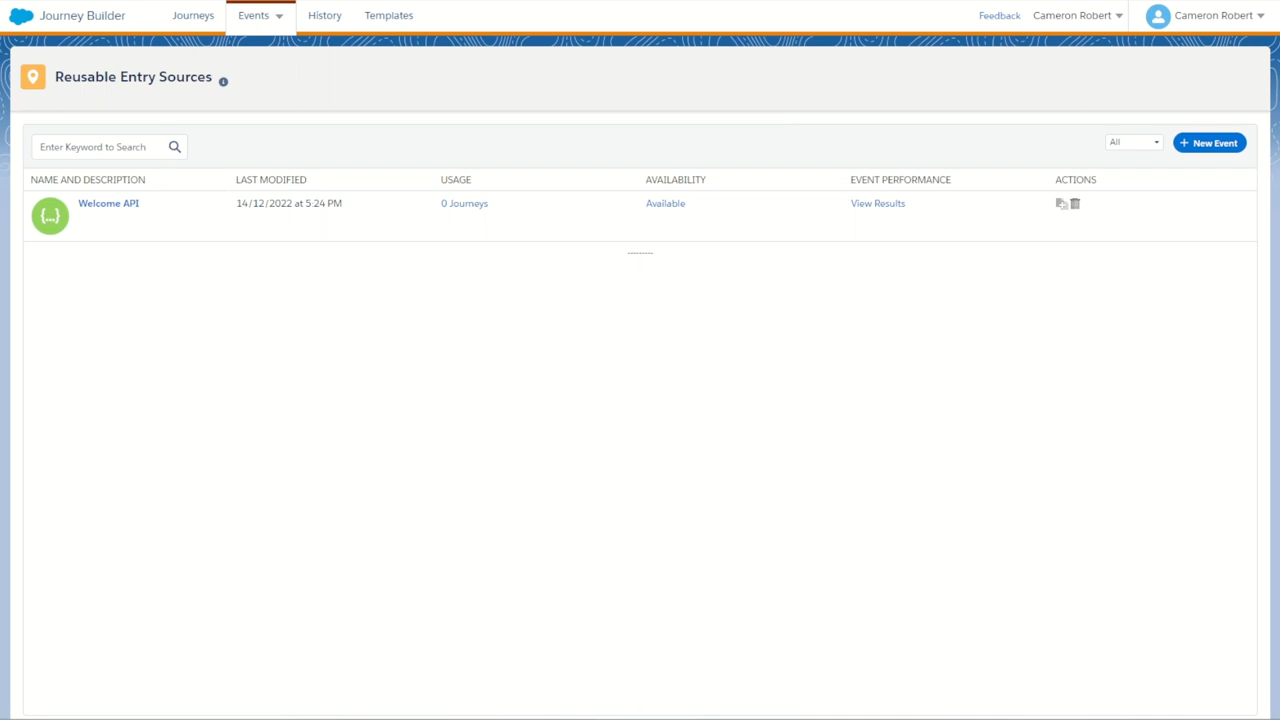 Journey Builder Journeys Events History Templates Feedback Cameron Robert Cameron Robert
Reusable Entry Sources
Enter Keyword to Search All + New Event
NAME AND DESCRIPTION LAST MODIFIED USAGE AVAILABILITY EVENT PERFORMANCE ACTIONS
{...} Welcome API 14/12/2022 at 5:24 PM 0 Journeys Available View Results